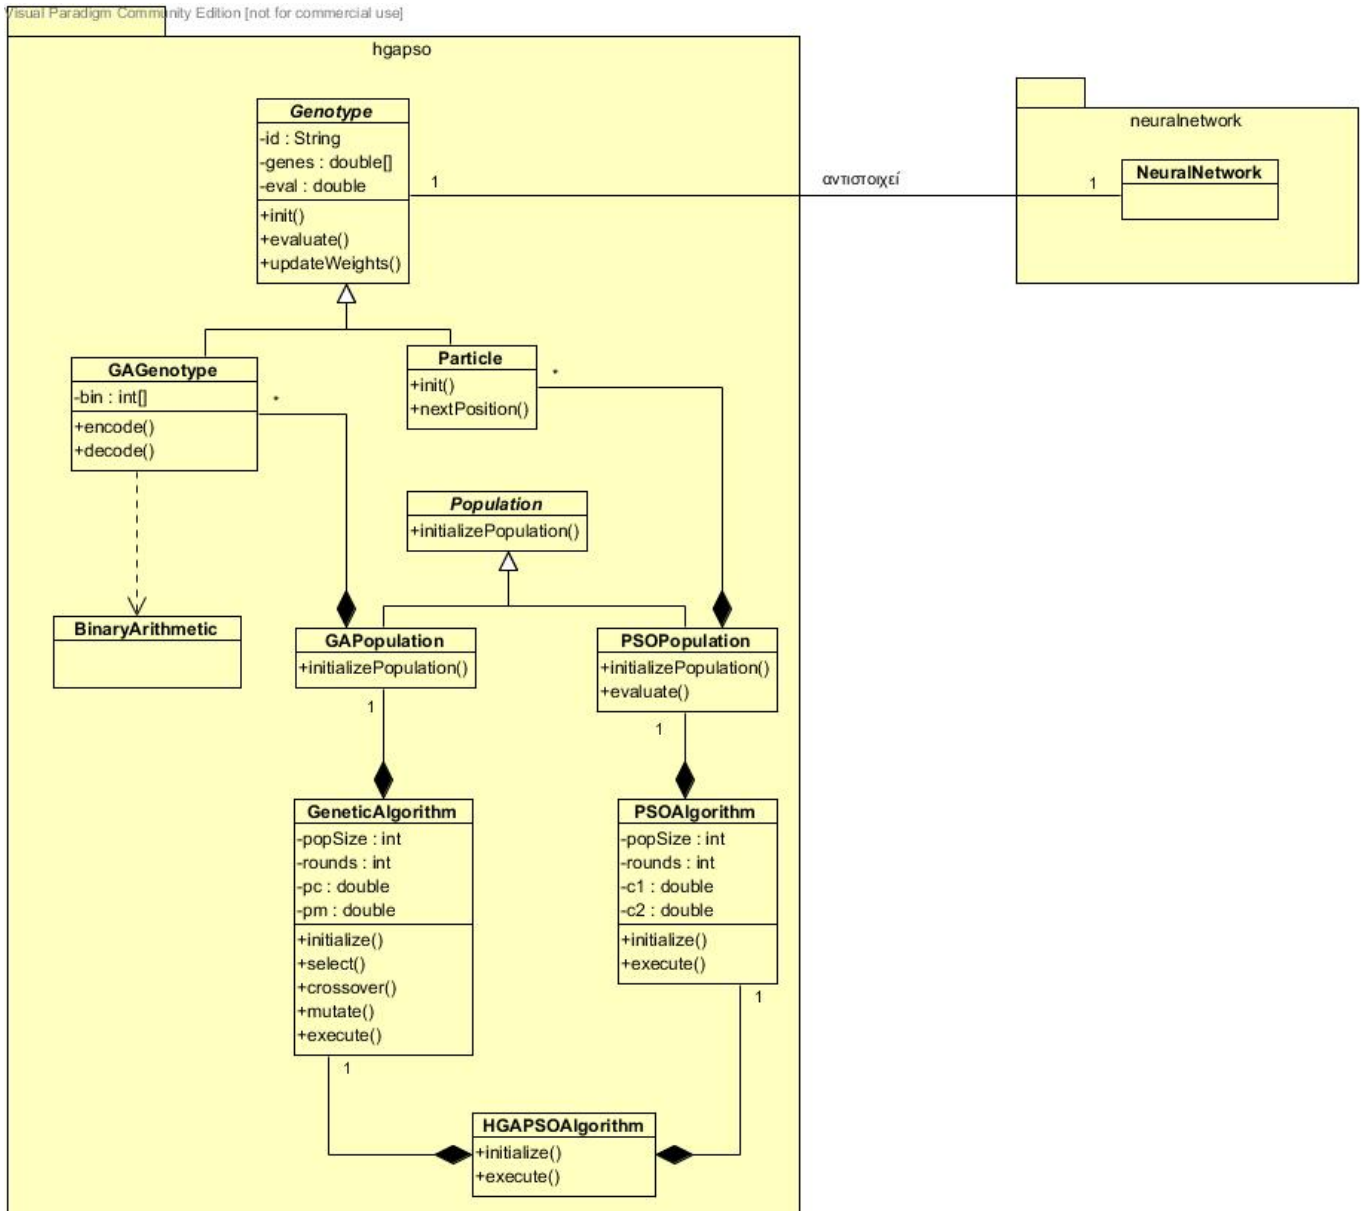 Visual Paradigm Community Edition [not for commercial use]
hgapso
Genotype
-id : String
-genes : double[]
-eval : double
+init()
+evaluate()
+updateWeights()
1
αντιστοιχεί
1
neuralnetwork
NeuralNetwork
GAGenotype
-bin : int[]
+encode()
+decode()
*
Particle
+init()
+nextPosition()
*
Population
+initializePopulation()
BinaryArithmetic
GAPopulation
+initializePopulation()
1
PSOPopulation
+initializePopulation()
+evaluate()
1
GeneticAlgorithm
-popSize : int
-rounds : int
-pc : double
-pm : double
+initialize()
+select()
+crossover()
+mutate()
+execute()
1
PSOAlgorithm
-popSize : int
-rounds : int
-c1 : double
-c2 : double
+initialize()
+execute()
1
HGAPSOAlgorithm
+initialize()
+execute()